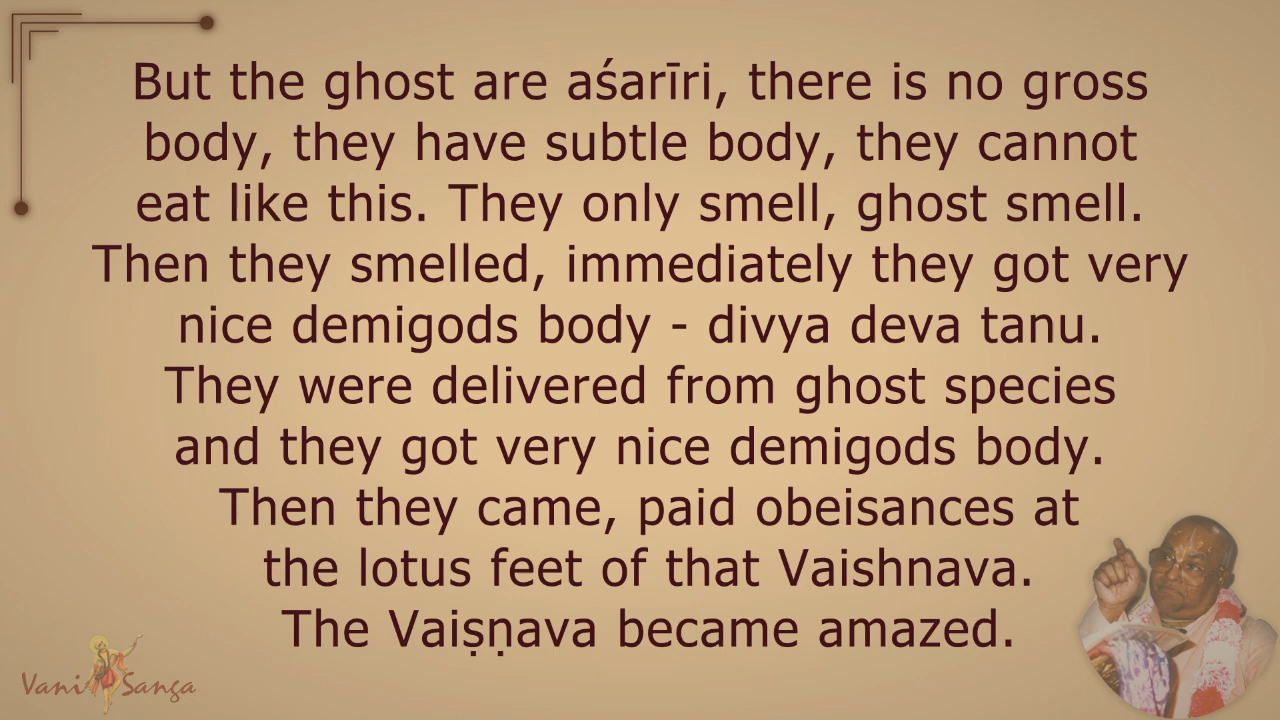 But the ghost are aśarīri, there is no gross
body, they have subtle body, they cannot
eat like this. They only smell, ghost smell.
Then they smelled, immediately they got very
nice demigods body - divya deva tanu.
They were delivered from ghost species
and they got very nice demigods body.
Then they came, paid obeisances at
the lotus feet of that Vaishnava.
The Vaiṣṇava became amazed.
Vani Sanga